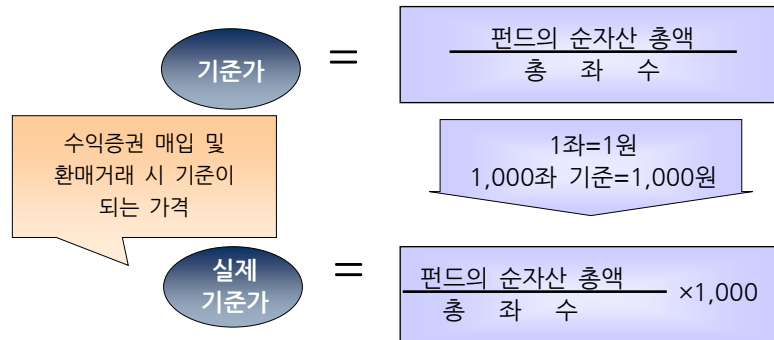 기준가
=
펀드의 순자산 총액
총 좌 수
수익증권 매입 및
환매거래 시 기준이
되는 가격
1좌=1원
1,000좌 기준=1,000원
실제
기준가
=
펀드의 순자산 총액
총 좌 수
×1,000